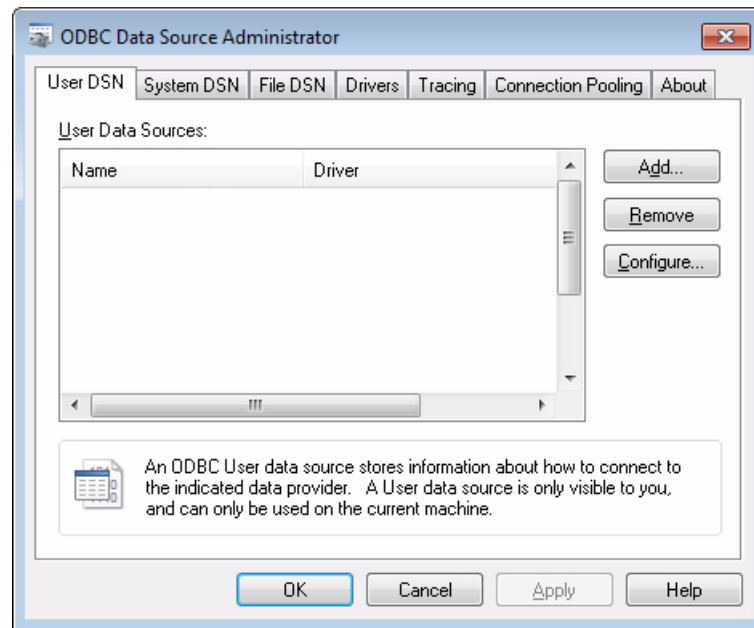 ODBC Data Source Administrator
User DSN System DSN File DSN Drivers Tracing Connection Pooling About
User Data Sources:
Name Driver
Add...
Remove
Configure...
An ODBC User data source stores information about how to connect to
the indicated data provider. A User data source is only visible to you,
and can only be used on the current machine.
OK Cancel Apply Help